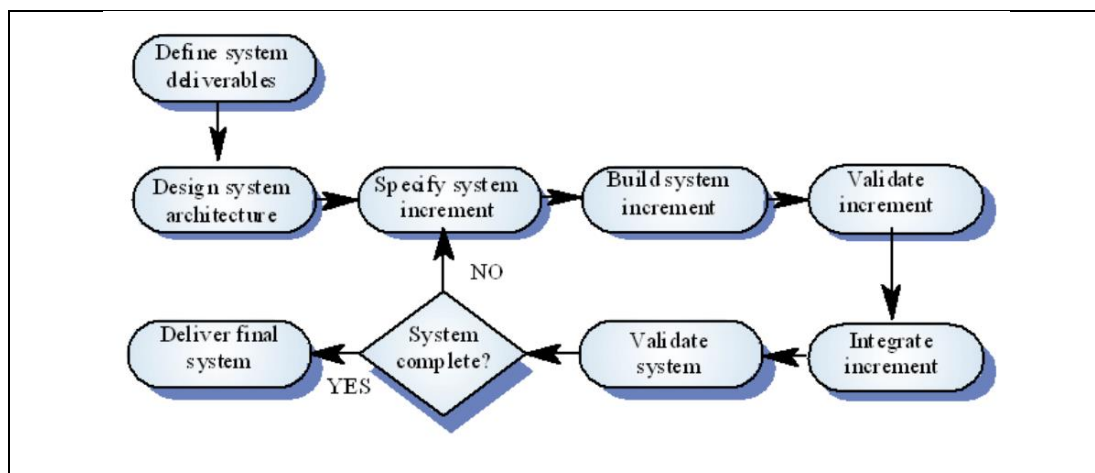 Define system
deliverables
Design system
architecture
Specify system
increment
Build system
increment
Validate
increment
NO
Deliver final
system
YES
System
complete?
Validate
system
Integrate
increment